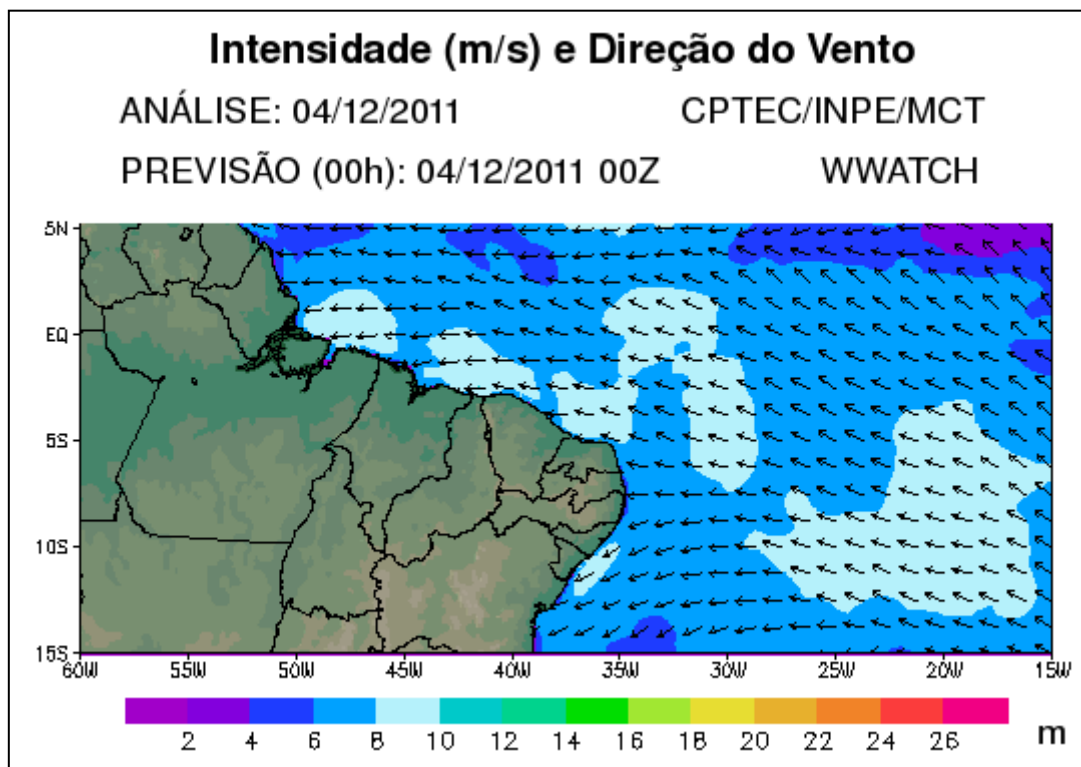 Intensidade (m/s) e Direção do Vento
ANÁLISE: 04/12/2011 CPTEC/INPE/MCT
PREVISÃO (00h): 04/12/2011 00Z WWATCH
5N
EQ
5S
10S
15S
60W 55W 50W 45W 40W 35W 30W 25W 20W 15W
2 4 6 8 10 12 14 16 18 20 22 24 26 m